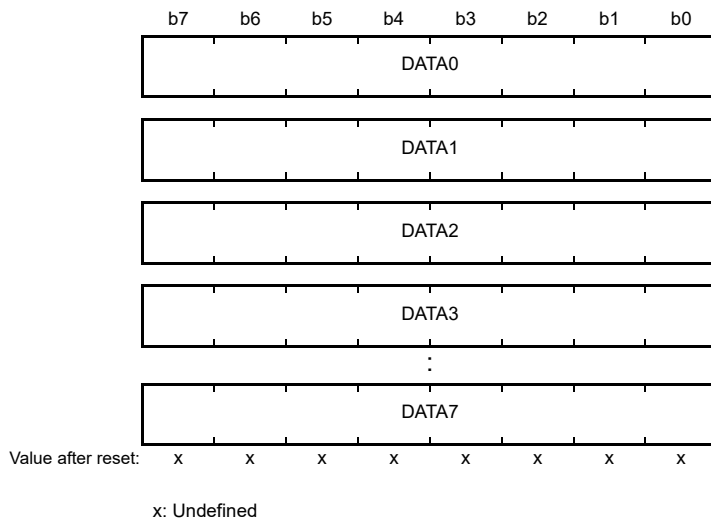 b7 b6 b5 b4 b3 b2 b1 b0
DATA0
DATA1
DATA2
DATA3
:
DATA7
Value after reset: x x x x x x x x
x: Undefined